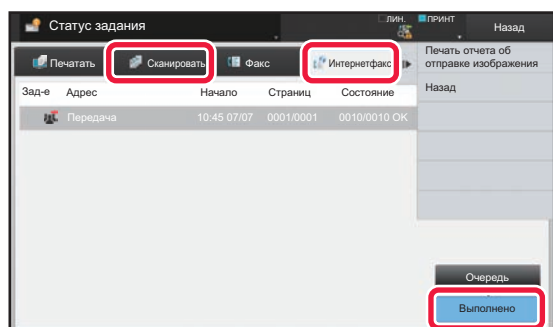 Статус задания
ЛИН.
ПРИНТ
Назад
Печатать
Сканировать
Факс
Интернетфакс
Печать отчета об
отправке изображения
Зад-е Адрес Начало Страниц Состояние
Назад
Передача 10:45 07/07 0001/0001 0010/0010 OK
Очередь
Выполнено